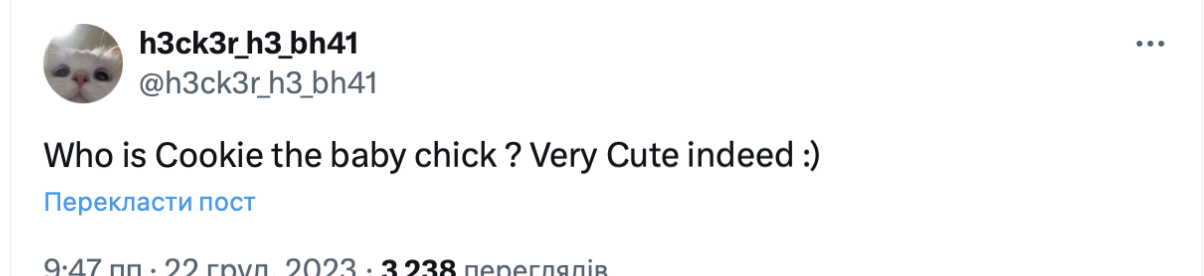 h3ck3r_h3_bh41
@h3ck3r_h3_bh41
Who is Cookie the baby chick ? Very Cute indeed :)
Перекласти пост
9:47 пп · 22 груд. 2023 · 3 238 переглядів